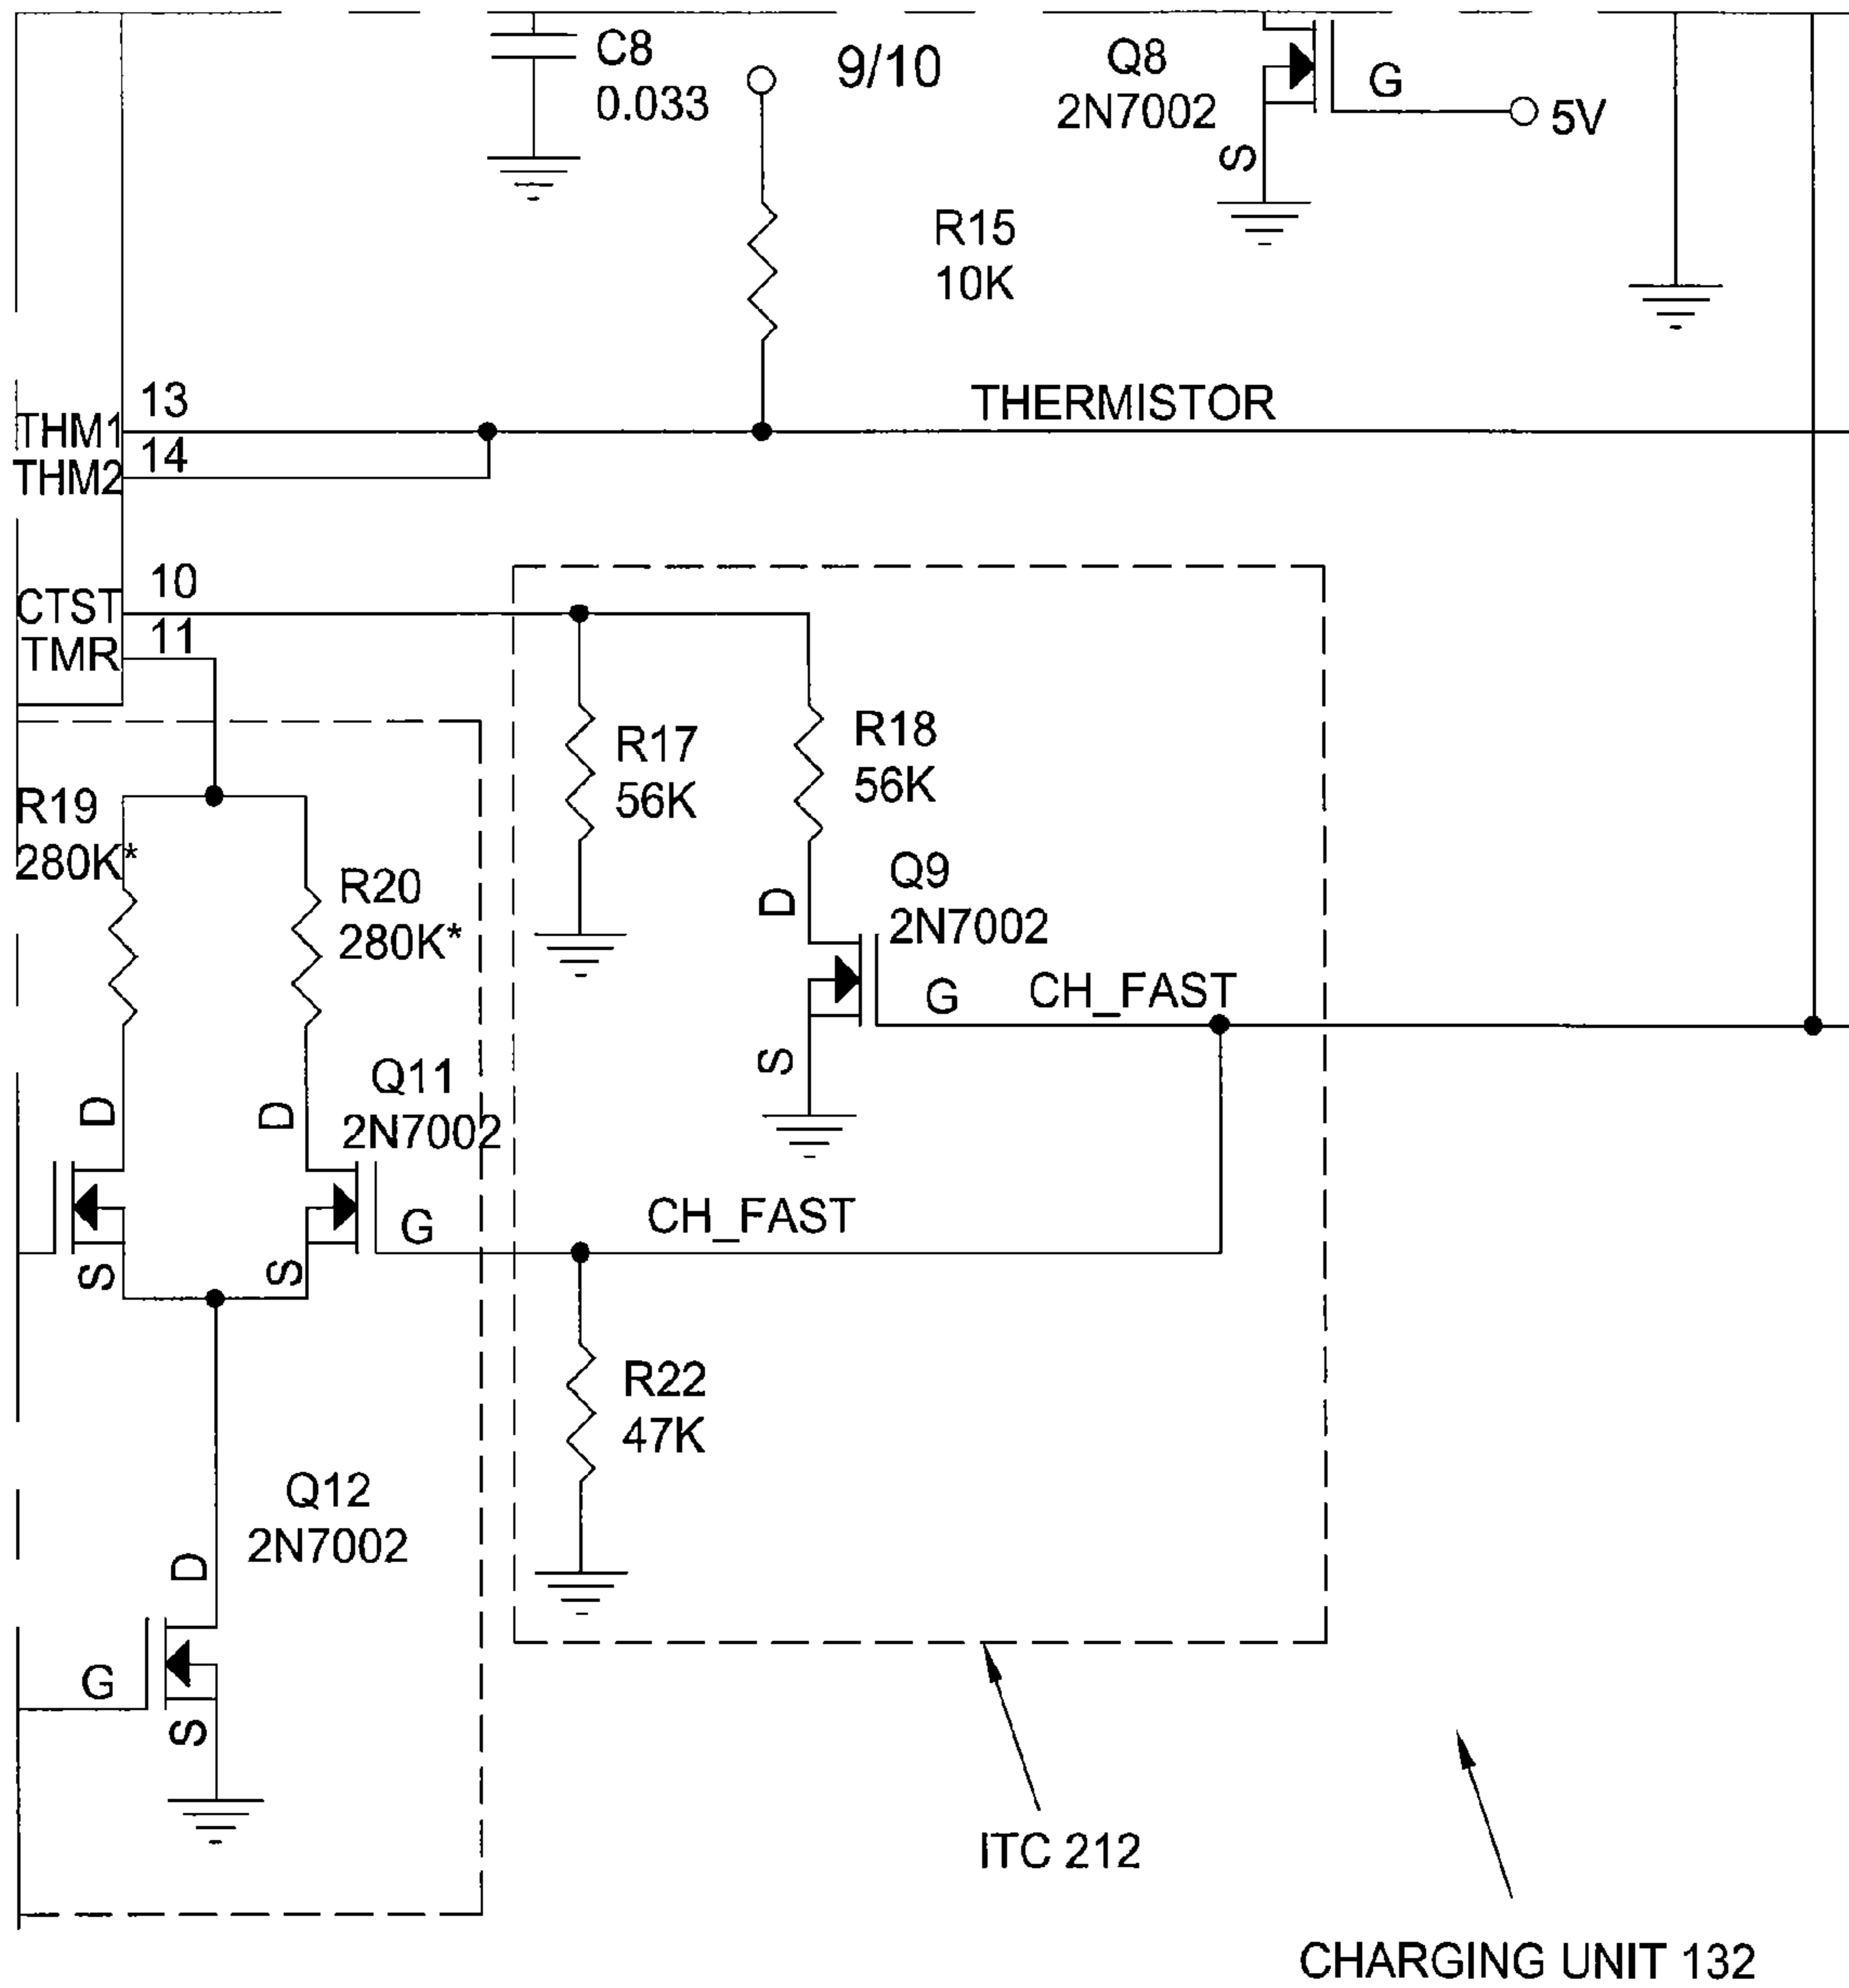 C8
0.033
9/10
Q8
2N7002
G
5V
S
R15
10K
13
THM1
THERMISTOR
14
THM2
10
CTST
11
TMR
R17
56K
R18
56K
R19
280K*
R20
280K*
Q9
2N7002
D
G
CH_FAST
S
Q11
2N7002
D
D
G
CH_FAST
S
S
R22
47K
Q12
2N7002
D
G
S
ITC 212
CHARGING UNIT 132